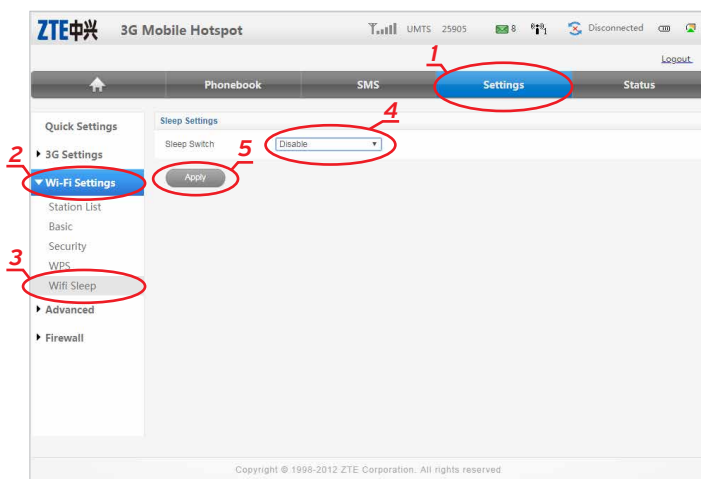 ZTE中兴 3G Mobile Hotspot UMTS 25905 8 1 Disconnected
1 Logout
Phonebook SMS Settings Status
Quick Settings
Sleep Settings
4
Sleep Switch Disable
5
2
3G Settings
Apply
Wi-Fi Settings
Station List
Basic
Security
3
WPS
Wifi Sleep
Advanced
Firewall
Copyright © 1998-2012 ZTE Corporation. All rights reserved